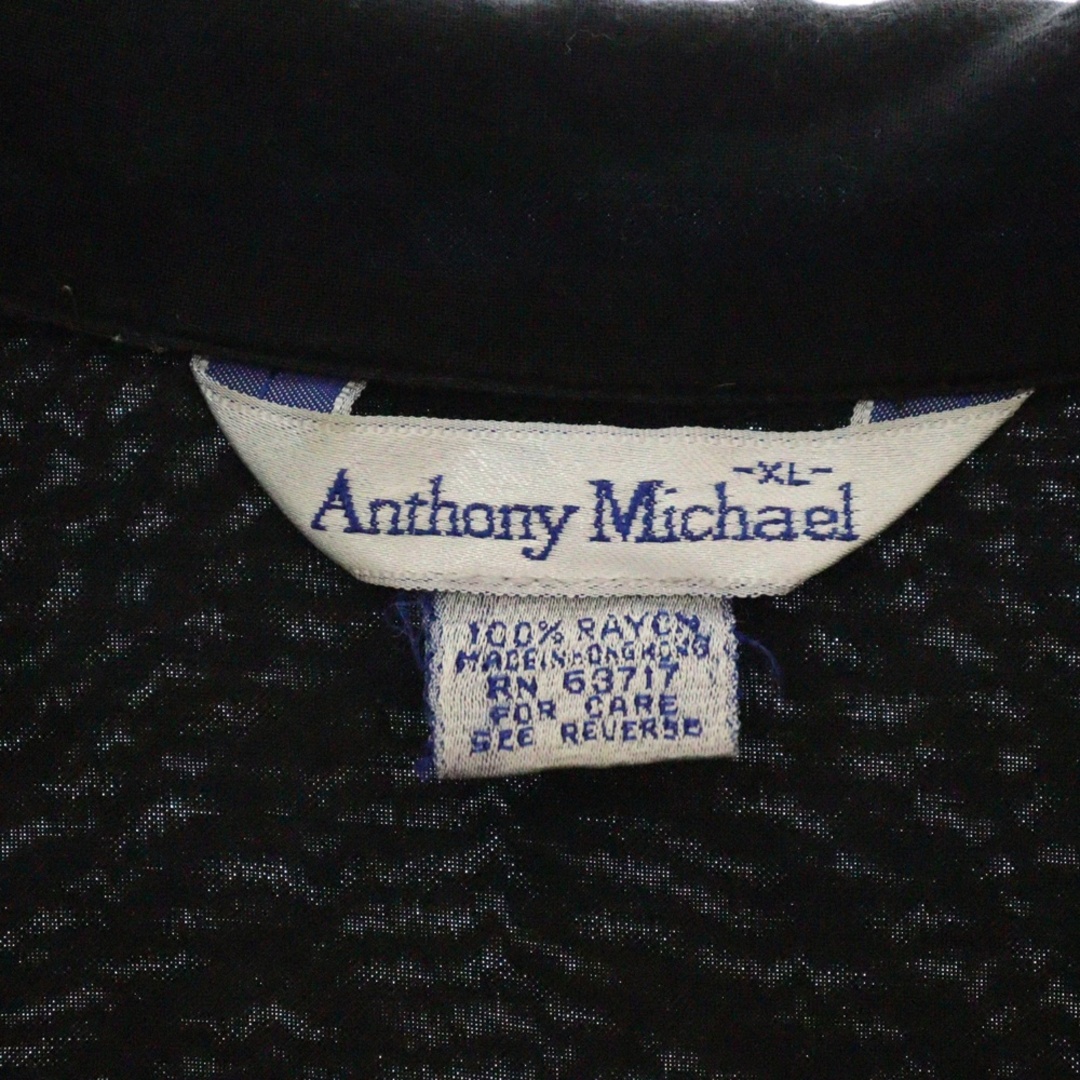 -XL-
Anthony Michael
100% RAYON
MADE IN HONG KONG
RN 63717
FOR CARE
SEE REVERSE